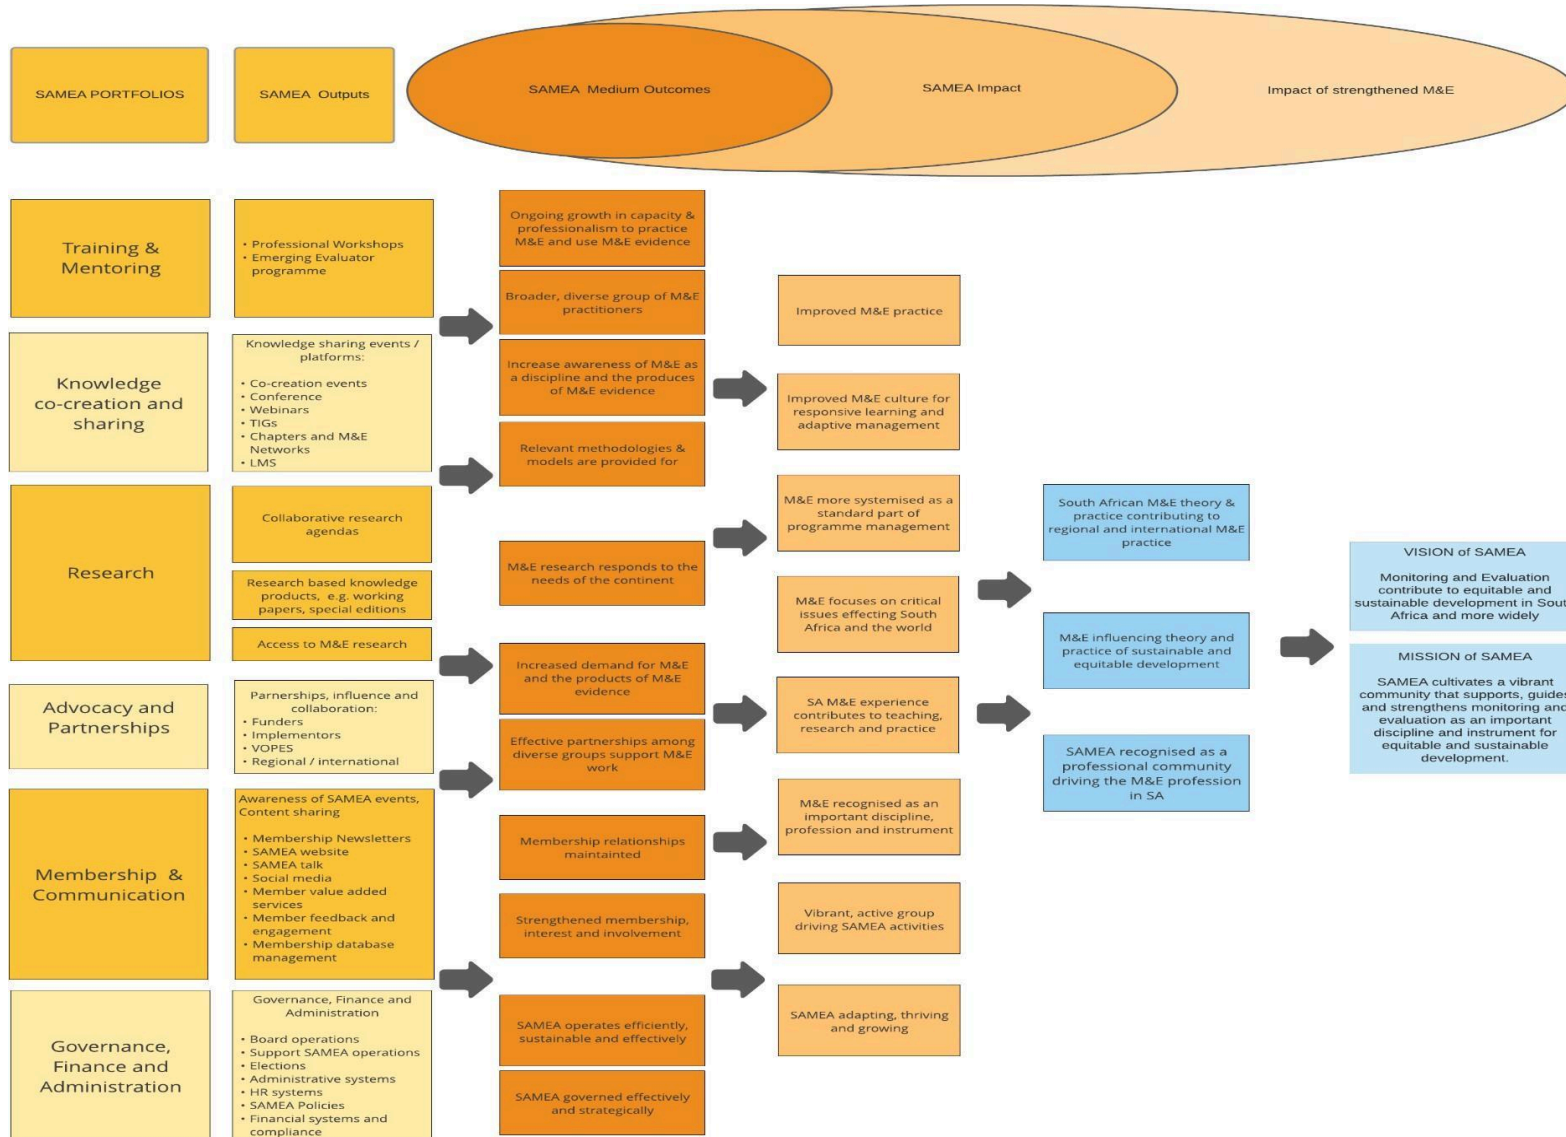 SAMEA PORTFOLIOS
SAMEA Outputs
SAMEA Medium Outcomes
SAMEA Impact
Impact of strengthened M&E
Training &
Mentoring
• Professional Workshops
• Emerging Evaluator
programme
Knowledge
co-creation and
sharing
Knowledge sharing events /
platforms:
• Co-creation events
• Conference
• Webinars
• TIGs
• Chapters and M&E
Networks
• LMS
Research
Collaborative research
agendas
Research based knowledge
products, e.g. working
papers, special editions
Access to M&E research
Advocacy and
Partnerships
Parnerships, influence and
collaboration:
• Funders
• Implementors
• VOPES
• Regional / international
Membership &
Communication
Awareness of SAMEA events,
Content sharing
• Membership Newsletters
• SAMEA website
• SAMEA talk
• Social media
• Member value added
services
• Member feedback and
engagement
• Membership database
management
Governance,
Finance and
Administration
Governance, Finance and
Administration
• Board operations
• Support SAMEA operations
• Elections
• Administrative systems
• HR systems
• SAMEA Policies
• Financial systems and
compliance
Ongoing growth in capacity &
professionalism to practice
M&E and use M&E evidence
Broader, diverse group of M&E
practitioners
Increase awareness of M&E as
a discipline and the produces
of M&E evidence
Relevant methodologies &
models are provided for
M&E research responds to the
needs of the continent
Increased demand for M&E
and the products of M&E
evidence
Effective partnerships among
diverse groups support M&E
work
Membership relationships
maintainted
Strengthened membership,
interest and involvement
SAMEA operates efficiently,
sustainable and effectively
SAMEA governed effectively
and strategically
Improved M&E practice
Improved M&E culture for
responsive learning and
adaptive management
M&E more systemised as a
standard part of
programme management
M&E focuses on critical
issues effecting South
Africa and the world
SA M&E experience
contributes to teaching,
research and practice
M&E recognised as an
important discipline,
profession and instrument
Vibrant, active group
driving SAMEA activities
SAMEA adapting, thriving
and growing
South African M&E theory &
practice contributing to
regional and international M&E
practice
M&E influencing theory and
practice of sustainable and
equitable development
SAMEA recognised as a
professional community
driving the M&E profession
in SA
VISION of SAMEA
Monitoring and Evaluation
contribute to equitable and
sustainable development in South
Africa and more widely
MISSION of SAMEA
SAMEA cultivates a vibrant
community that supports, guides
and strengthens monitoring and
evaluation as an important
discipline and instrument for
equitable and sustainable
development.